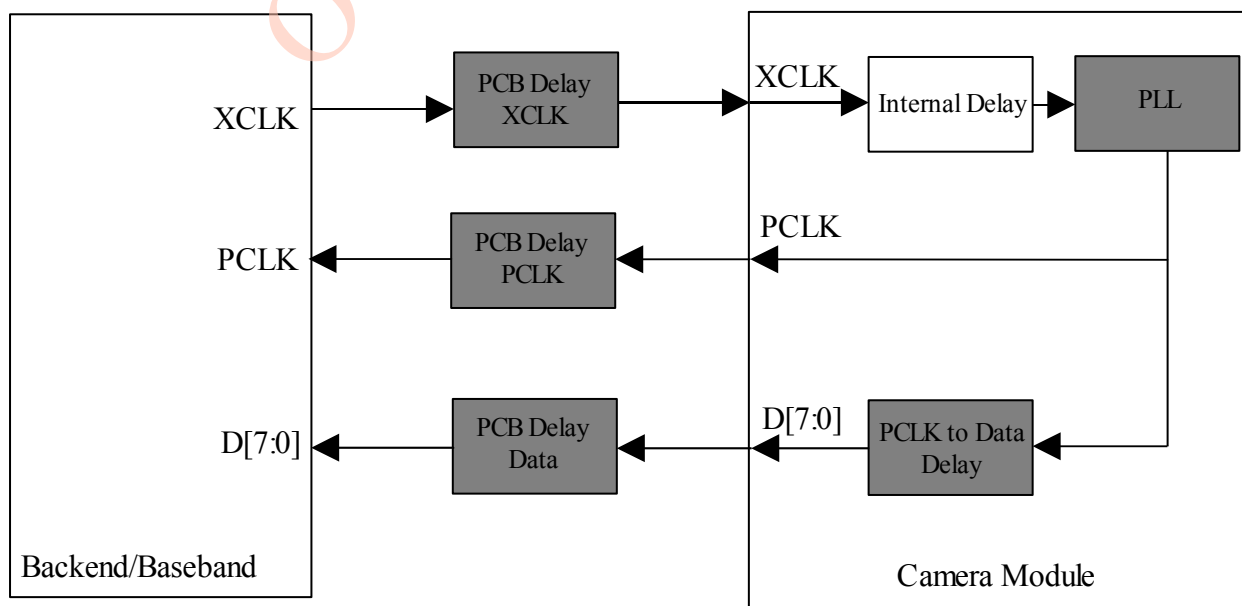 XCLK
PCB Delay
XCLK
XCLK
Internal Delay
PLL
PCLK
PCB Delay
PCLK
PCLK
D[7:0]
PCB Delay
Data
D[7:0]
PCLK to Data
Delay
Backend/Baseband
Camera Module